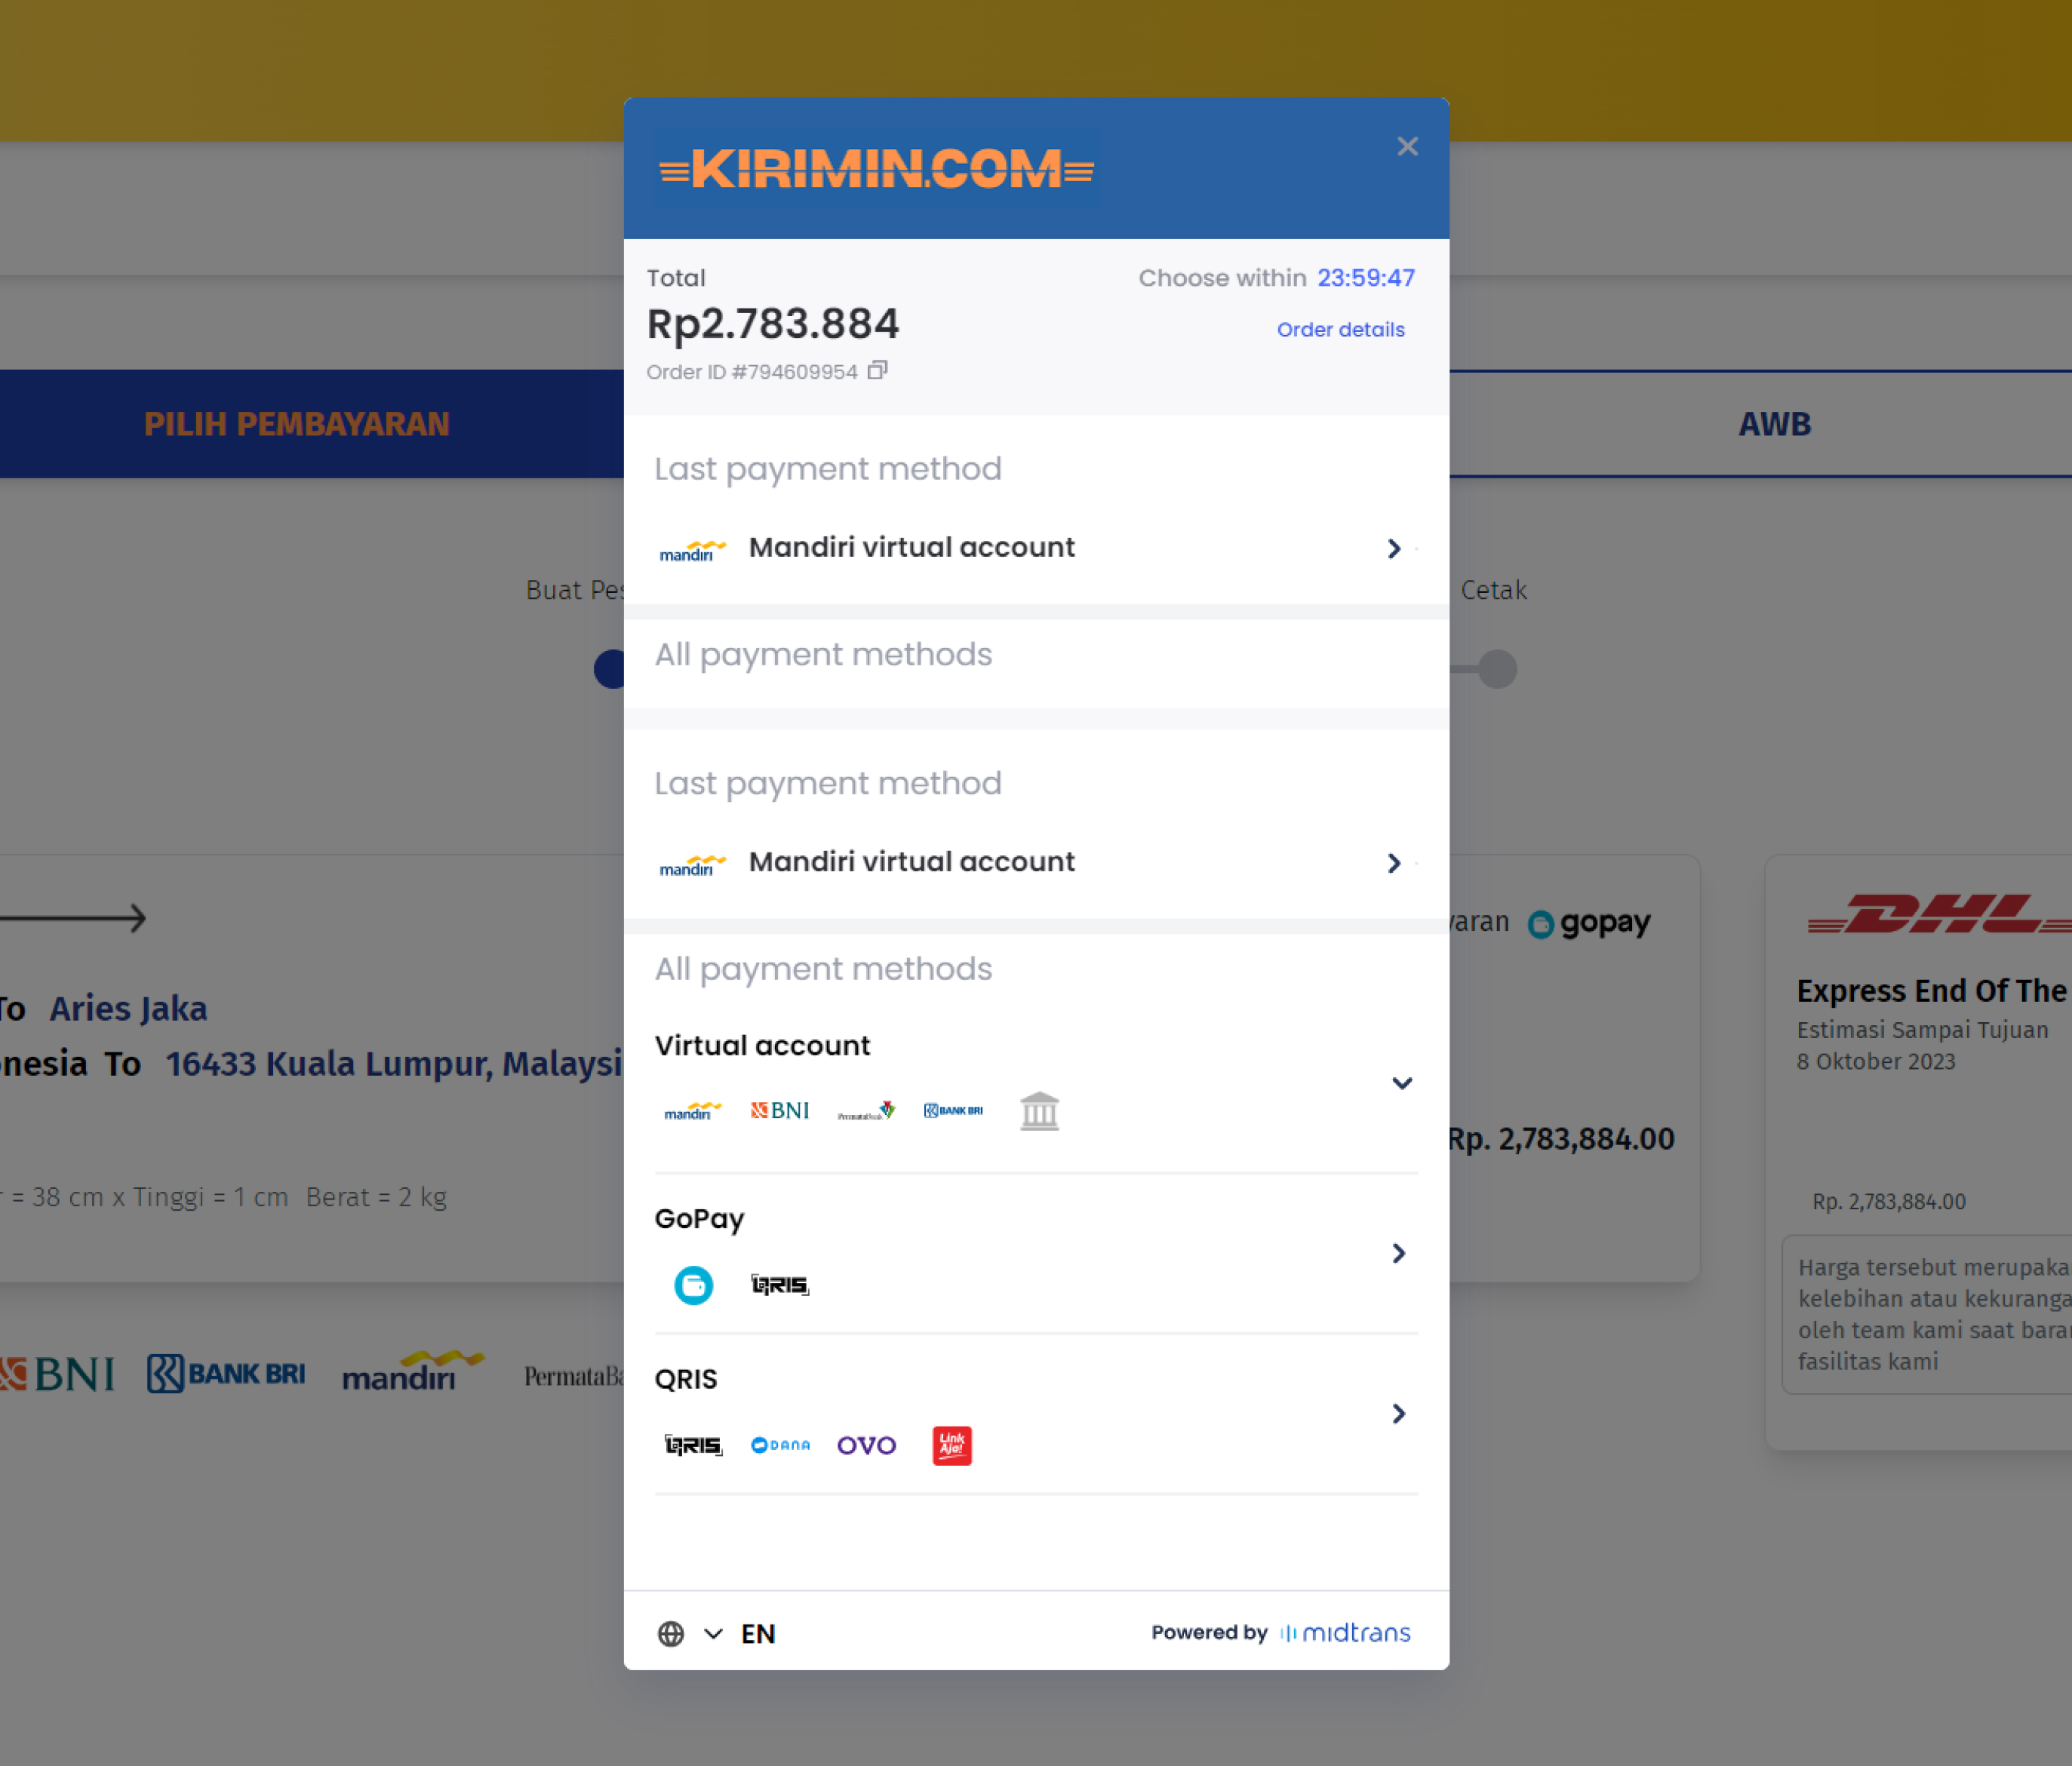 KIRIMIN.COM
Total
Choose within 23:59:47
Rp2.783.884
Order details
Order ID #794609954
PILIH PEMBAYARAN
AWB
Last payment method
mandiri Mandiri virtual account
Buat Pes
Cetak
All payment methods
Last payment method
mandiri Mandiri virtual account
All payment methods
Virtual account
mandiri BNI PermataBank BANK BRI
GoPay
QRIS
QRIS
QRIS DANA OVO Link Aja!
EN
Powered by midtrans
To Aries Jaka
onesia To 16433 Kuala Lumpur, Malaysi
r = 38 cm x Tinggi = 1 cm Berat = 2 kg
BNI BANK BRI mandiri PermataBa
aran gopay
Rp. 2,783,884.00
DHL
Express End Of The
Estimasi Sampai Tujuan
8 Oktober 2023
Rp. 2,783,884.00
Harga tersebut merupaka
kelebihan atau kekuranga
oleh team kami saat bara
fasilitas kami